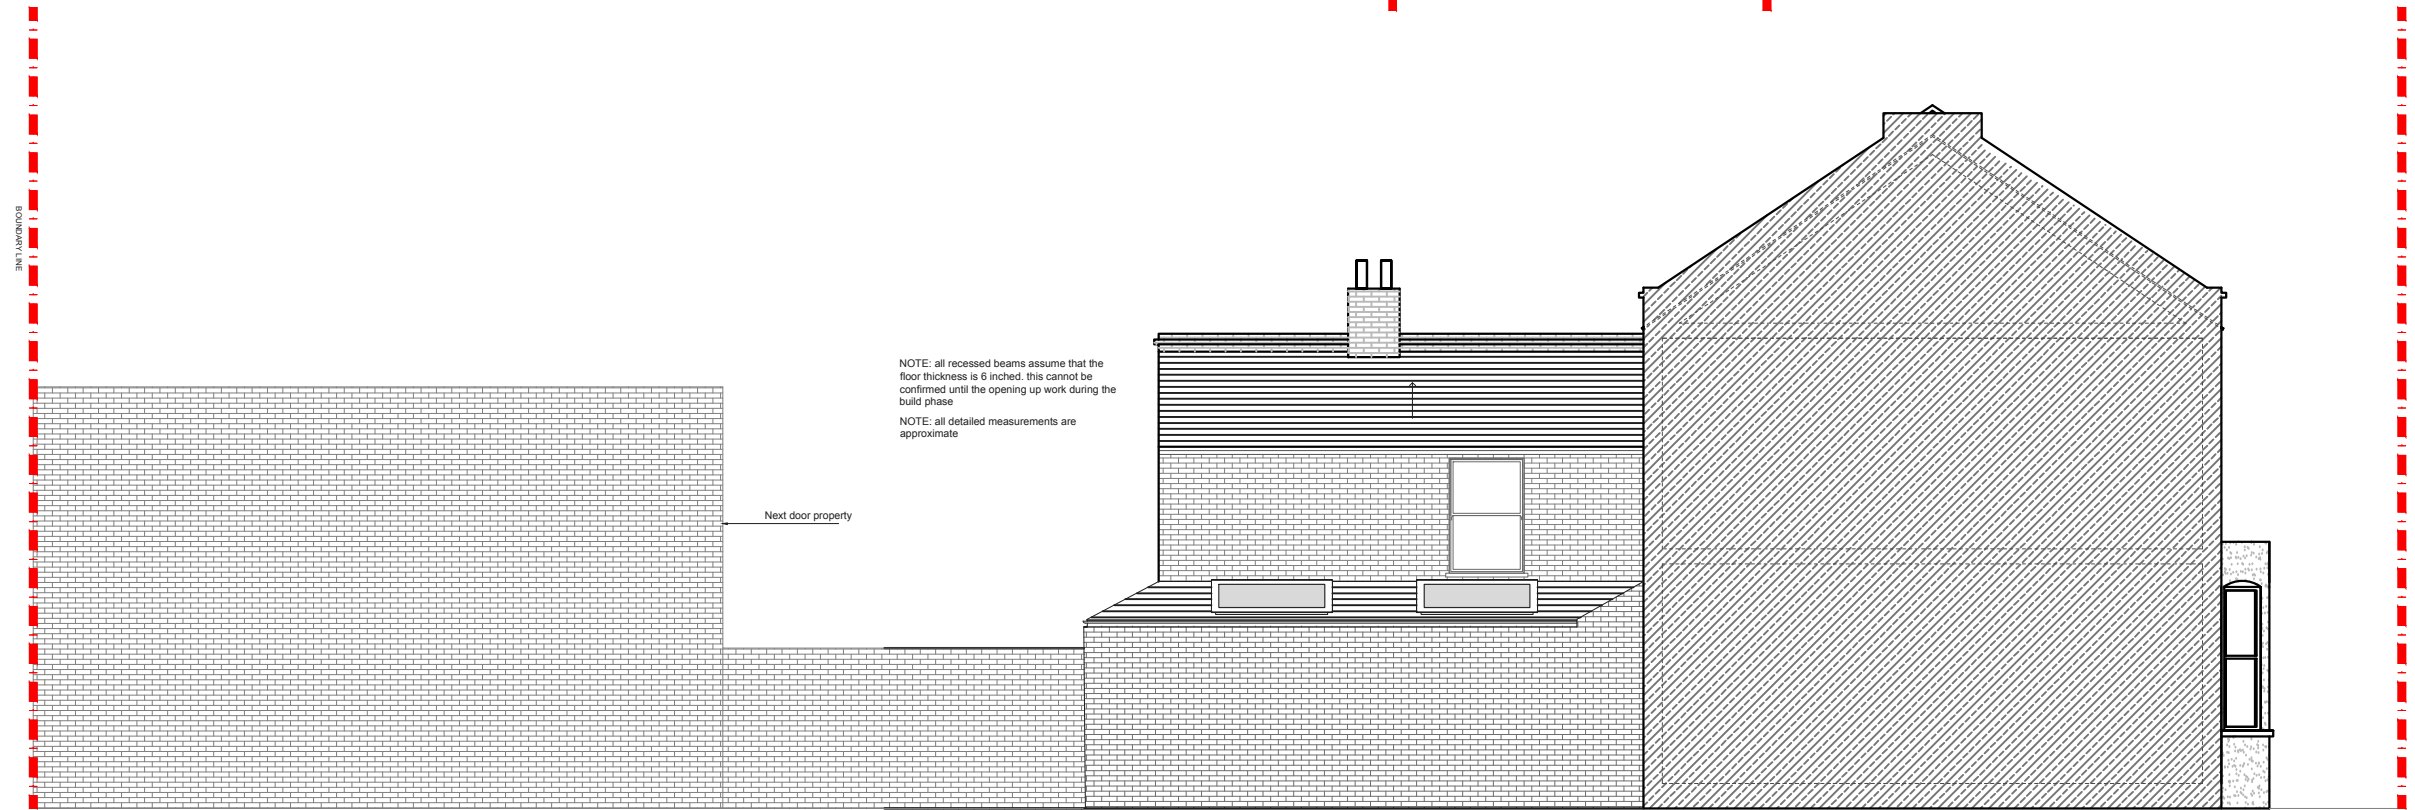 BOUNDARY LINE
NOTE: all recessed beams assume that the
floor thickness is 6 inched. this cannot be
confirmed until the opening up work during the
build phase
NOTE: all detailed measurements are
approximate
Next door property